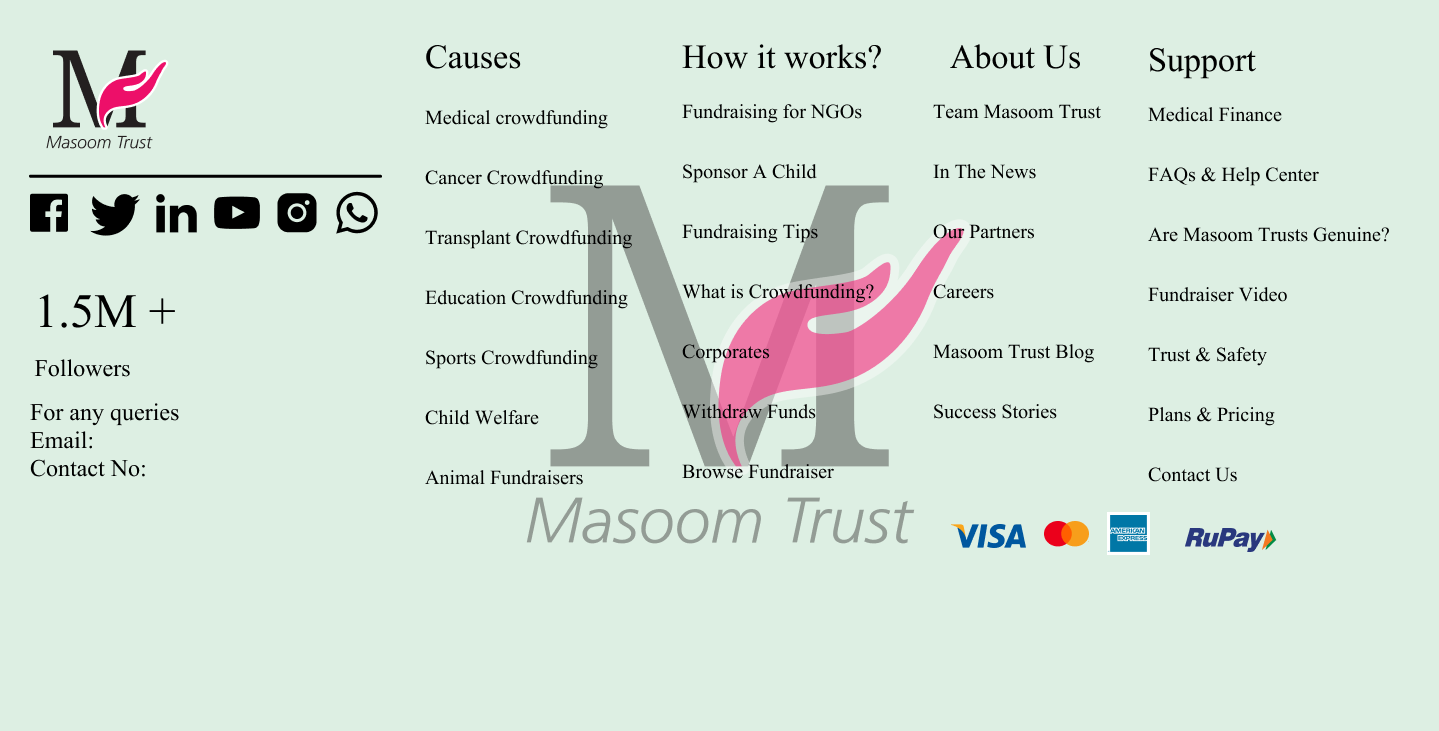 M
Masoom Trust
1.5M +
Followers
For any queries
Email:
Contact No:
Causes
Medical crowdfunding
Cancer Crowdfunding
Transplant Crowdfunding
Education Crowdfunding
Sports Crowdfunding
Child Welfare
Animal Fundraisers
How it works?
Fundraising for NGOs
Sponsor A Child
Fundraising Tips
What is Crowdfunding?
Corporates
Withdraw Funds
Browse Fundraiser
About Us
Team Masoom Trust
In The News
Our Partners
Careers
Masoom Trust Blog
Success Stories
Support
Medical Finance
FAQs & Help Center
Are Masoom Trusts Genuine?
Fundraiser Video
Trust & Safety
Plans & Pricing
Contact Us
M
Masoom Trust
VISA
AMERICAN
EXPRESS
RuPay